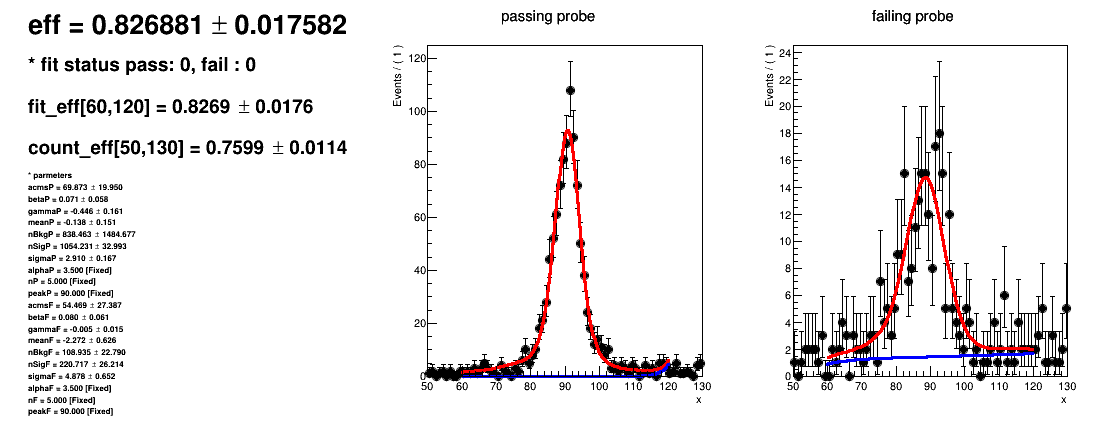 eff = 0.826881 ± 0.017582
* fit status pass: 0, fail : 0
fit_eff[60,120] = 0.8269 ± 0.0176
count_eff[50,130] = 0.7599 ± 0.0114
* parmeters
acmsP = 69.873 ± 19.950
betaP = 0.071 ± 0.058
gammaP = -0.446 ± 0.161
meanP = -0.138 ± 0.151
nBkgP = 838.463 ± 1484.677
nSigP = 1054.231 ± 32.993
sigmaP = 2.910 ± 0.167
alphaP = 3.500 [Fixed]
nP = 5.000 [Fixed]
peakP = 90.000 [Fixed]
acmsF = 54.469 ± 27.387
betaF = 0.080 ± 0.061
gammaF = -0.005 ± 0.015
meanF = -2.272 ± 0.626
nBkgF = 108.935 ± 22.790
nSigF = 220.717 ± 26.214
sigmaF = 4.878 ± 0.652
alphaF = 3.500 [Fixed]
nF = 5.000 [Fixed]
peakF = 90.000 [Fixed]
passing probe
Events / ( 1 )
120
100
80
60
40
20
0
50 60 70 80 90 100 110 120 130
x
failing probe
Events / ( 1 )
24
22
20
18
16
14
12
10
8
6
4
2
0
50 60 70 80 90 100 110 120 130
x